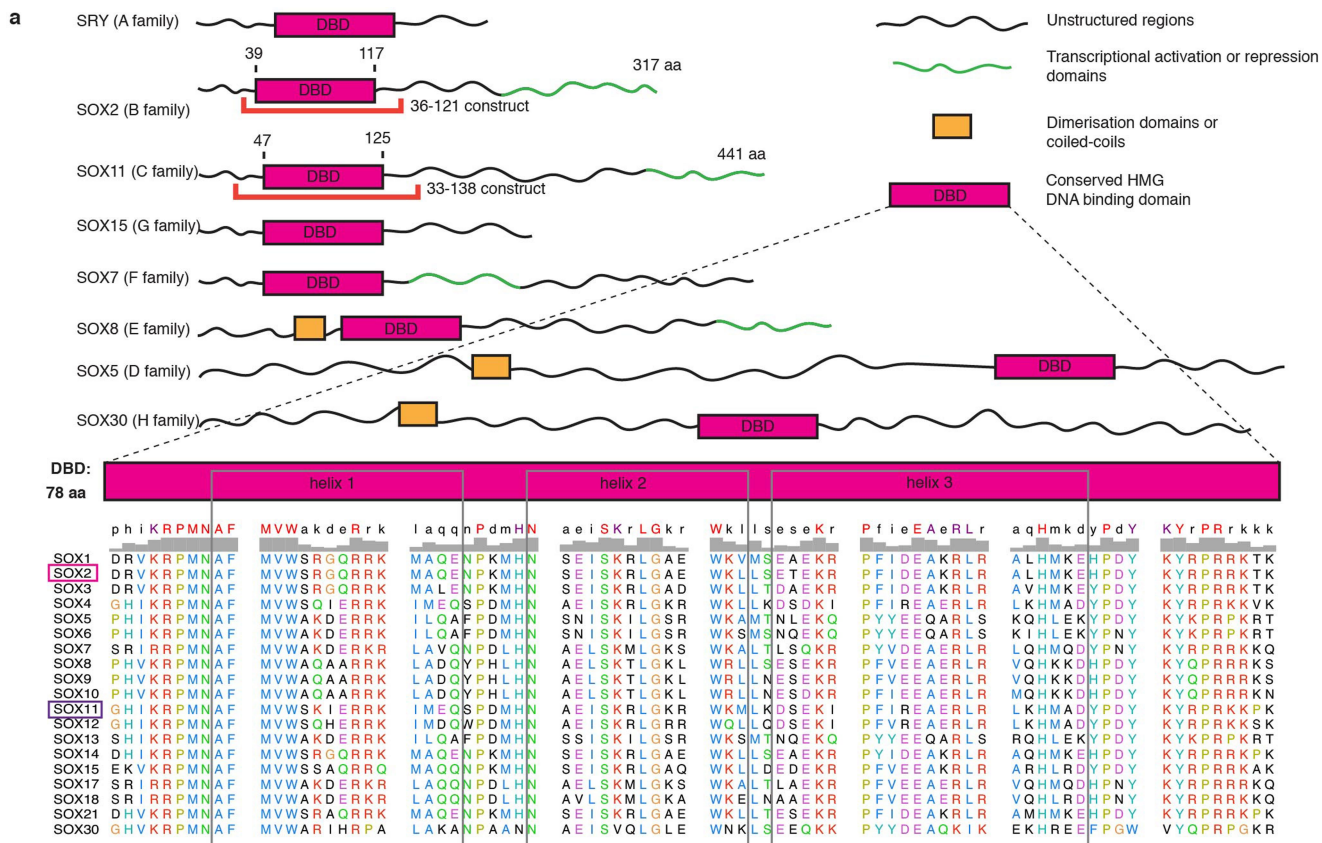 a
SRY (A family)
DBD
Unstructured regions
39
117
317 aa
Transcriptional activation or repression
domains
DBD
SOX2 (B family)
36-121 construct
Dimerisation domains or
coiled-coils
47
125
441 aa
SOX11 (C family)
DBD
33-138 construct
Conserved HMG
DNA binding domain
DBD
SOX15 (G family)
DBD
SOX7 (F family)
DBD
SOX8 (E family)
DBD
SOX5 (D family)
DBD
SOX30 (H family)
DBD
DBD:
78 aa
helix 1
helix 2
helix 3
phiKRPMNAF MVWakdeRrk laqqnPdmHN aeiSKrLGkr WkllseseKr PfieEAeRLr aqHmkdyPdY KYrPRrkkk
SOX1 DRVKRPMNAF MVWSRGQRRK MAQENPKMHN SEISKRLGAE WKVMSEAEKR PFIDEAKRLR ALHMKEHPDY KYRPRRKTK
SOX2 DRVKRPMNAF MVWSRGQRRK MAQENPKMHN SEISKRLGAE WKLLSETEKR PFIDEAKRLR ALHMKEHPDY KYRPRRKTK
SOX3 DRVKRPMNAF MVWSRGQRRK MALENPKMHN SEISKRLGAD WKLLTDAEKR PFIDEAKRLR AVHMKEYPDY KYRPRRKTK
SOX4 GHIKRPMNAF MVWSQIERRK IMEQSPDMHN AEISKRLGKR WKLLKDSDKI PFIREAERLR LKHMADYPDY KYRPRKKVK
SOX5 PHIKRPMNAF MVWAKDERRK ILQAFPDMHN SNISKILGSR WKAMTNLEKQ PYYEEQARLS KQHLEKYPDY KYKPRPKRT
SOX6 PHIKRPMNAF MVWAKDERRK ILQAFPDMHN SNISKILGSR WKSMSNQEKQ PYYEEQARLS KIHLEKYPNY KYKPRPKRT
SOX7 SRIRRPMNAF MVWAKDERKR LAVQNPDLHN AELSKMLGKS WKALTLSQKR PYVDEAERLR LQHMQDYPNY KYRPRRKKQ
SOX8 PHVKRPMNAF MVWAQAARRK LADQYPHLHN AELSKTLGKL WRLLSESEKR PFVEEAERLR VQHKKDHPDY KYQPRRRKS
SOX9 PHVKRPMNAF MVWAQAARRK LADQYPHLHN AELSKTLGKL WRLLNESEKR PFVEEAERLR VQHKKDHPDY KYQPRRRKS
SOX10 PHVKRPMNAF MVWAQAARRK LADQYPHLHN AELSKTLGKL WRLLNESDKR PFIEEAERLR MQHKKDHPDY KYQPRRRKN
SOX11 GHIKRPMNAF MVWSKIERRK IMEQSPDMHN AEISKRLGKR WKMLKDSEKI PFIREAERLR LKHMADYPDY KYRPRKKPK
SOX12 GHIKRPMNAF MVWSQHERRK IMDQWPDMHN AEISKRLGRR WQLLQDSEKI PFVREAERLR LKHMADYPDY KYRPRKKSK
SOX13 SHIKRPMNAF MVWAKDERRK ILQAFPDMHN SSISKILGSR WKSMTNQEKQ PYYEEQARLS RQHLEKYPDY KYKPRPKRT
SOX14 DHIKRPMNAF MVWSRGQRRK MAQENPKMHN SEISKRLGAE WKLLSEAEKR PYIDEAKRLR AQHMKEHPDY KYRPRRKPK
SOX15 EKVKRPMNAF MVWSSAQRRQ MAQQNPKMHN SEISKRLGAQ WKLLDEDEKR PFVEEAKRLR ARHLRDYPDY KYRPRRKAK
SOX17 SRIRRPMNAF MVWAKDERKR LAQQNPDLHN AELSKMLGKS WKALTLAEKR PFVEEAERLR VQHMQDHPNY KYRPRRRKQ
SOX18 SRIRRPMNAF MVWAKDERKR LAQQNPDLHN AVLSKMLGKA WKELNAAEKR PFVEEAERLR VQHLRDHPNY KYRPRRKKQ
SOX21 DHVKRPMNAF MVWSRAQRRK MAQENPKMHN SEISKRLGAE WKLLTESEKR PFIDEAKRLR AMHMKEHPDY KYRPRRKPK
SOX30 GHVKRPMNAF MVWARIHRPA LAKANPAANN AEISVQLGLE WNKLSEEQKK PYYDEAQKIK EKHREEFPGW VYQPRPGKR